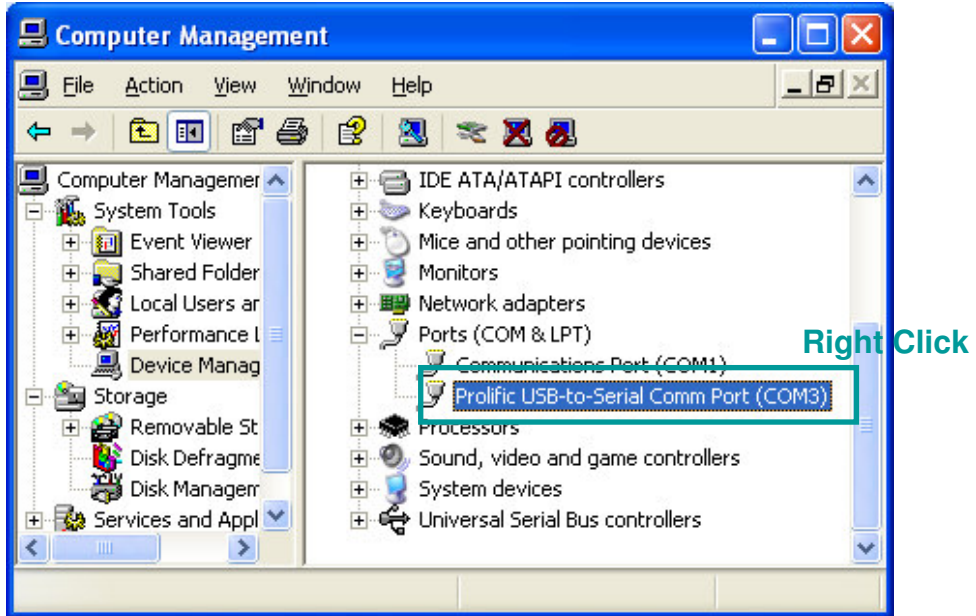 Computer Management
File Action View Window Help
Computer Managemer
System Tools
Event Viewer
Shared Folder
Local Users ar
Performance L
Device Manag
Storage
Removable St
Disk Defragme
Disk Managem
Services and Appl
IDE ATA/ATAPI controllers
Keyboards
Mice and other pointing devices
Monitors
Network adapters
Ports (COM & LPT)
Communications Port (COM1)
Prolific USB-to-Serial Comm Port (COM3)
Processors
Sound, video and game controllers
System devices
Universal Serial Bus controllers
Right Click